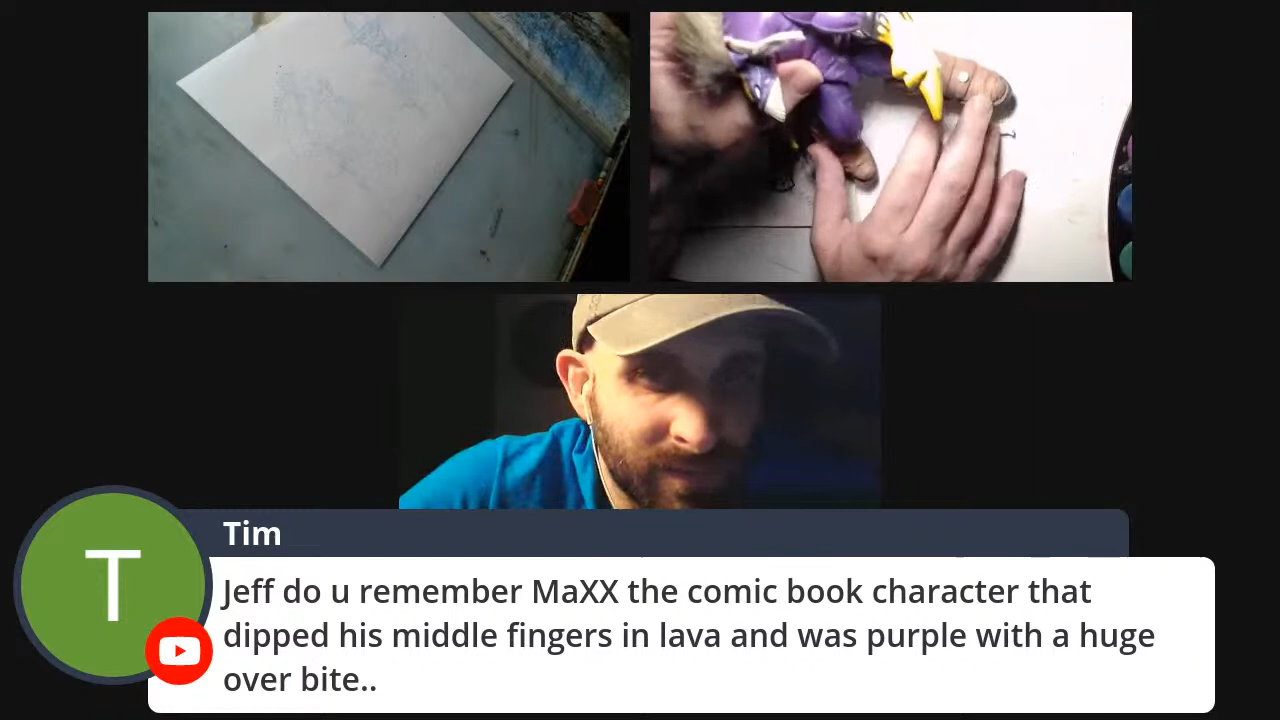 Tim
Jeff do u remember MaXX the comic book character that
dipped his middle fingers in lava and was purple with a huge
over bite..
T